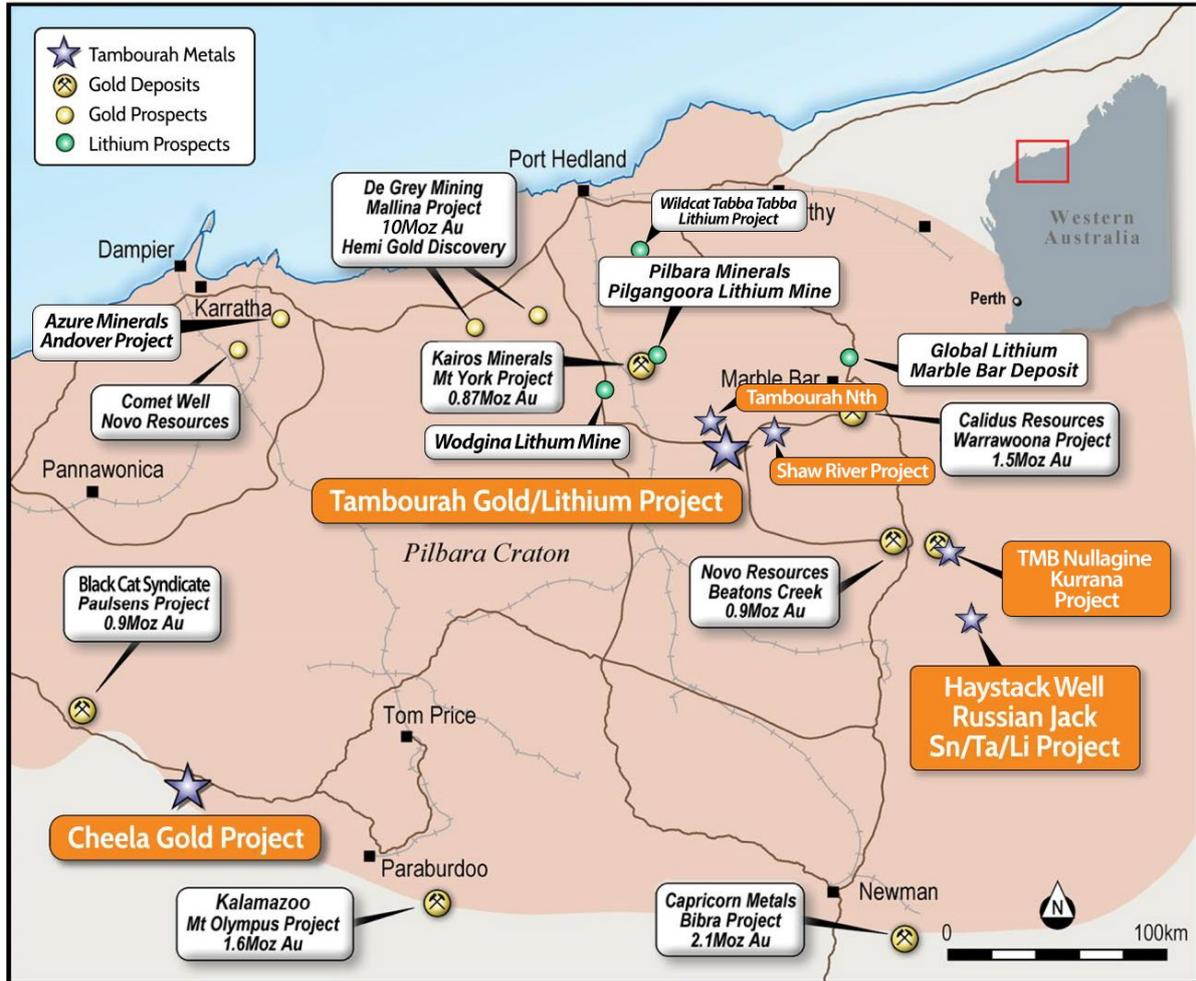 Tambourah Metals
Gold Deposits
Gold Prospects
Lithium Prospects
Port Hedland
De Grey Mining
Mallina Project
10Moz Au
Hemi Gold Discovery
Wildcat Tabba Tabba
Lithium Project
Western
Australia
Perth
Dampier
Karratha
Pilbara Minerals
Pilgangoora Lithium Mine
Azure Minerals
Andover Project
Kairos Minerals
Mt York Project
0.87Moz Au
Global Lithium
Marble Bar Deposit
Marble Bar
Tambourah Nth
Comet Well
Novo Resources
Wodgina Lithum Mine
Calidus Resources
Warrawoona Project
1.5Moz Au
Shaw River Project
Pannawonica
Tambourah Gold/Lithium Project
Pilbara Craton
Novo Resources
Beatons Creek
0.9Moz Au
TMB Nullagine
Kurrana
Project
Black Cat Syndicate
Paulsens Project
0.9Moz Au
Haystack Well
Russian Jack
Sn/Ta/Li Project
Tom Price
Cheela Gold Project
Paraburdoo
Kalamazoo
Mt Olympus Project
1.6Moz Au
Capricorn Metals
Bibra Project
2.1Moz Au
Newman
N
0 100km